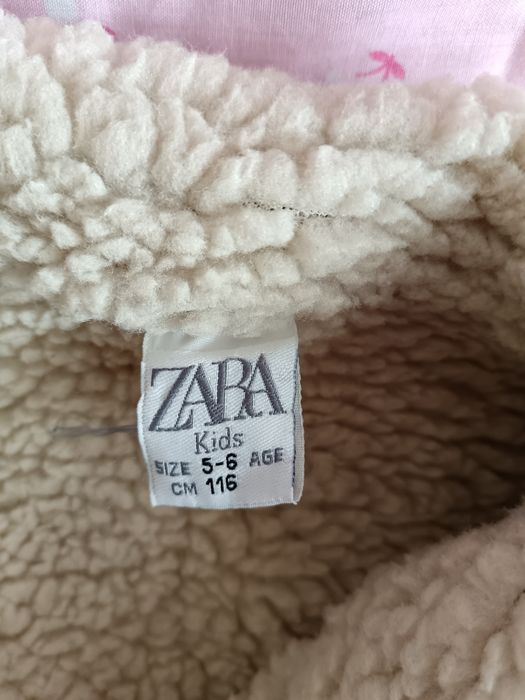 ZARA
Kids
SIZE 5-6 AGE
CM 116